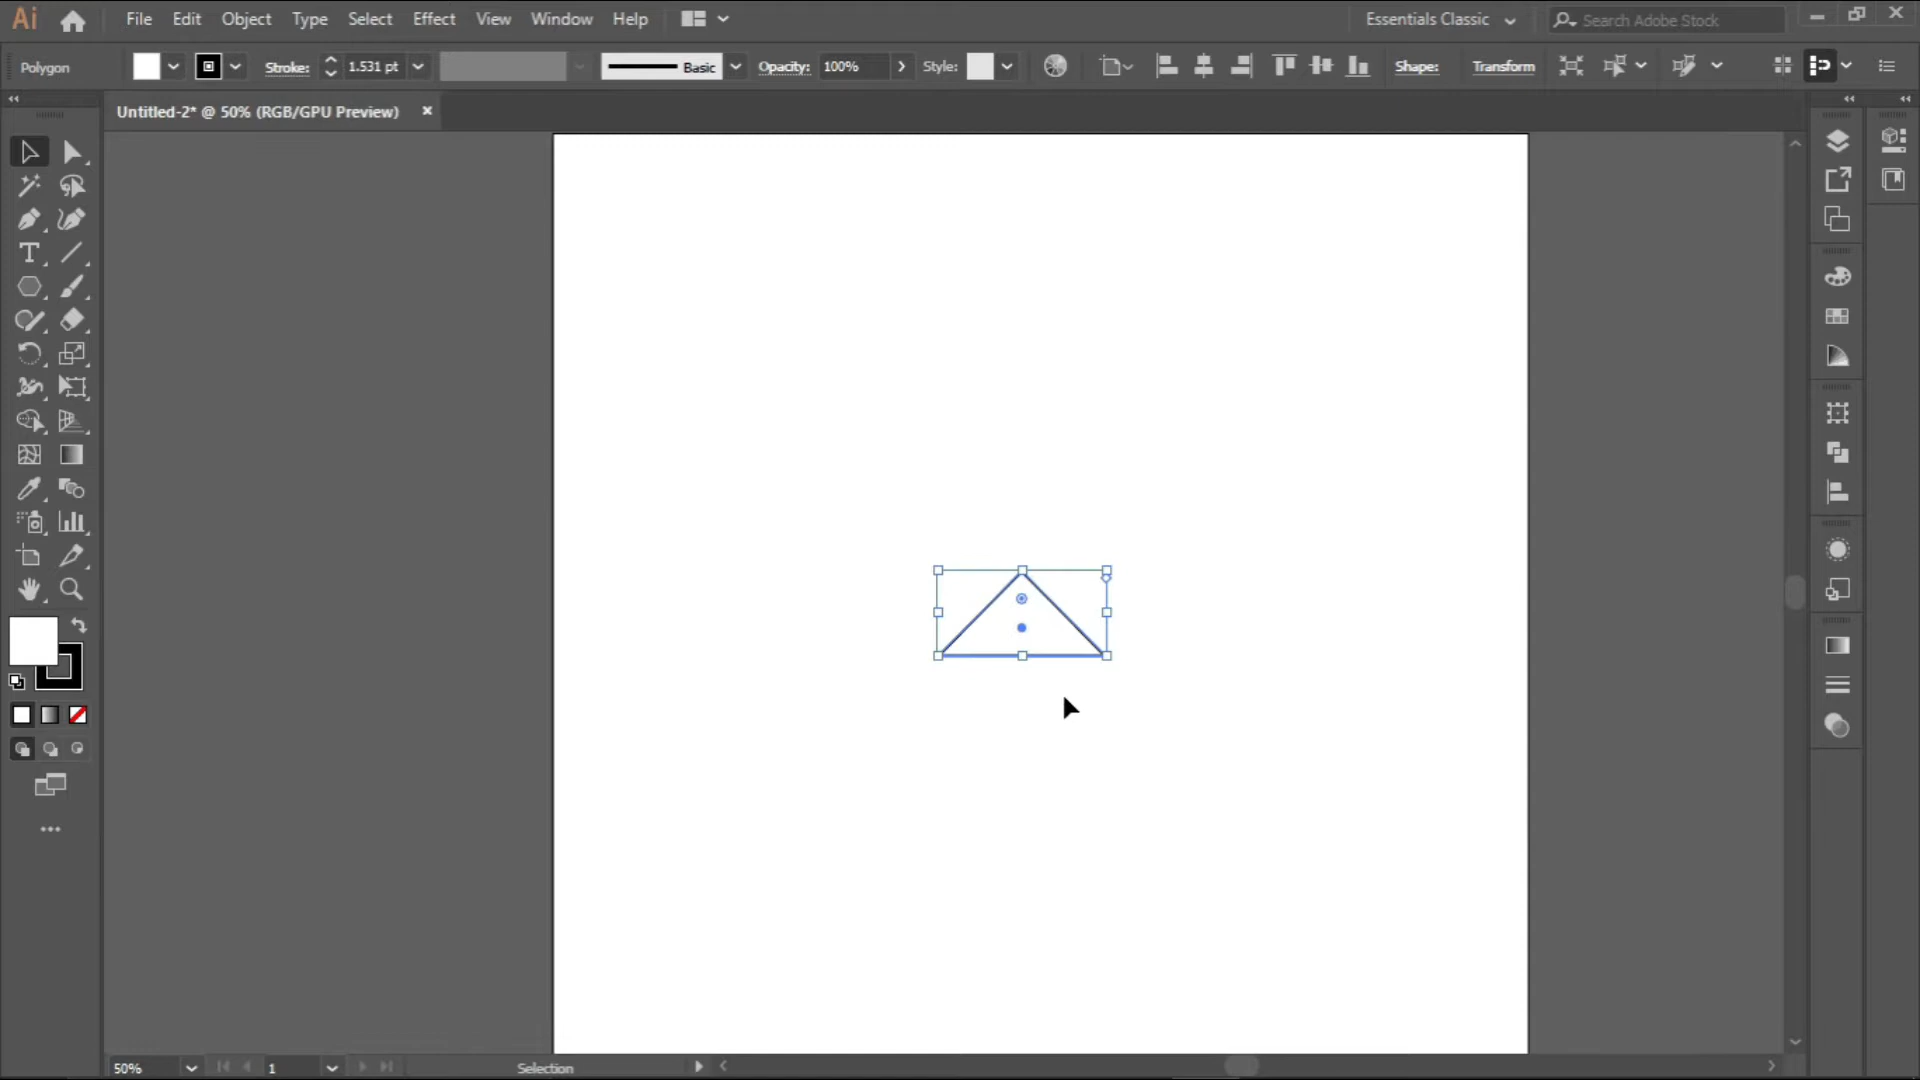 Ai File Edit Object Type Select Effect View Window Help Essentials Classic Search Adobe Stock
Polygon Stroke: 1.531 pt Basic Opacity: 100% Style: Shape: Transform
Untitled-2* @ 50% (RGB/GPU Preview) ×
50% 1 Selection